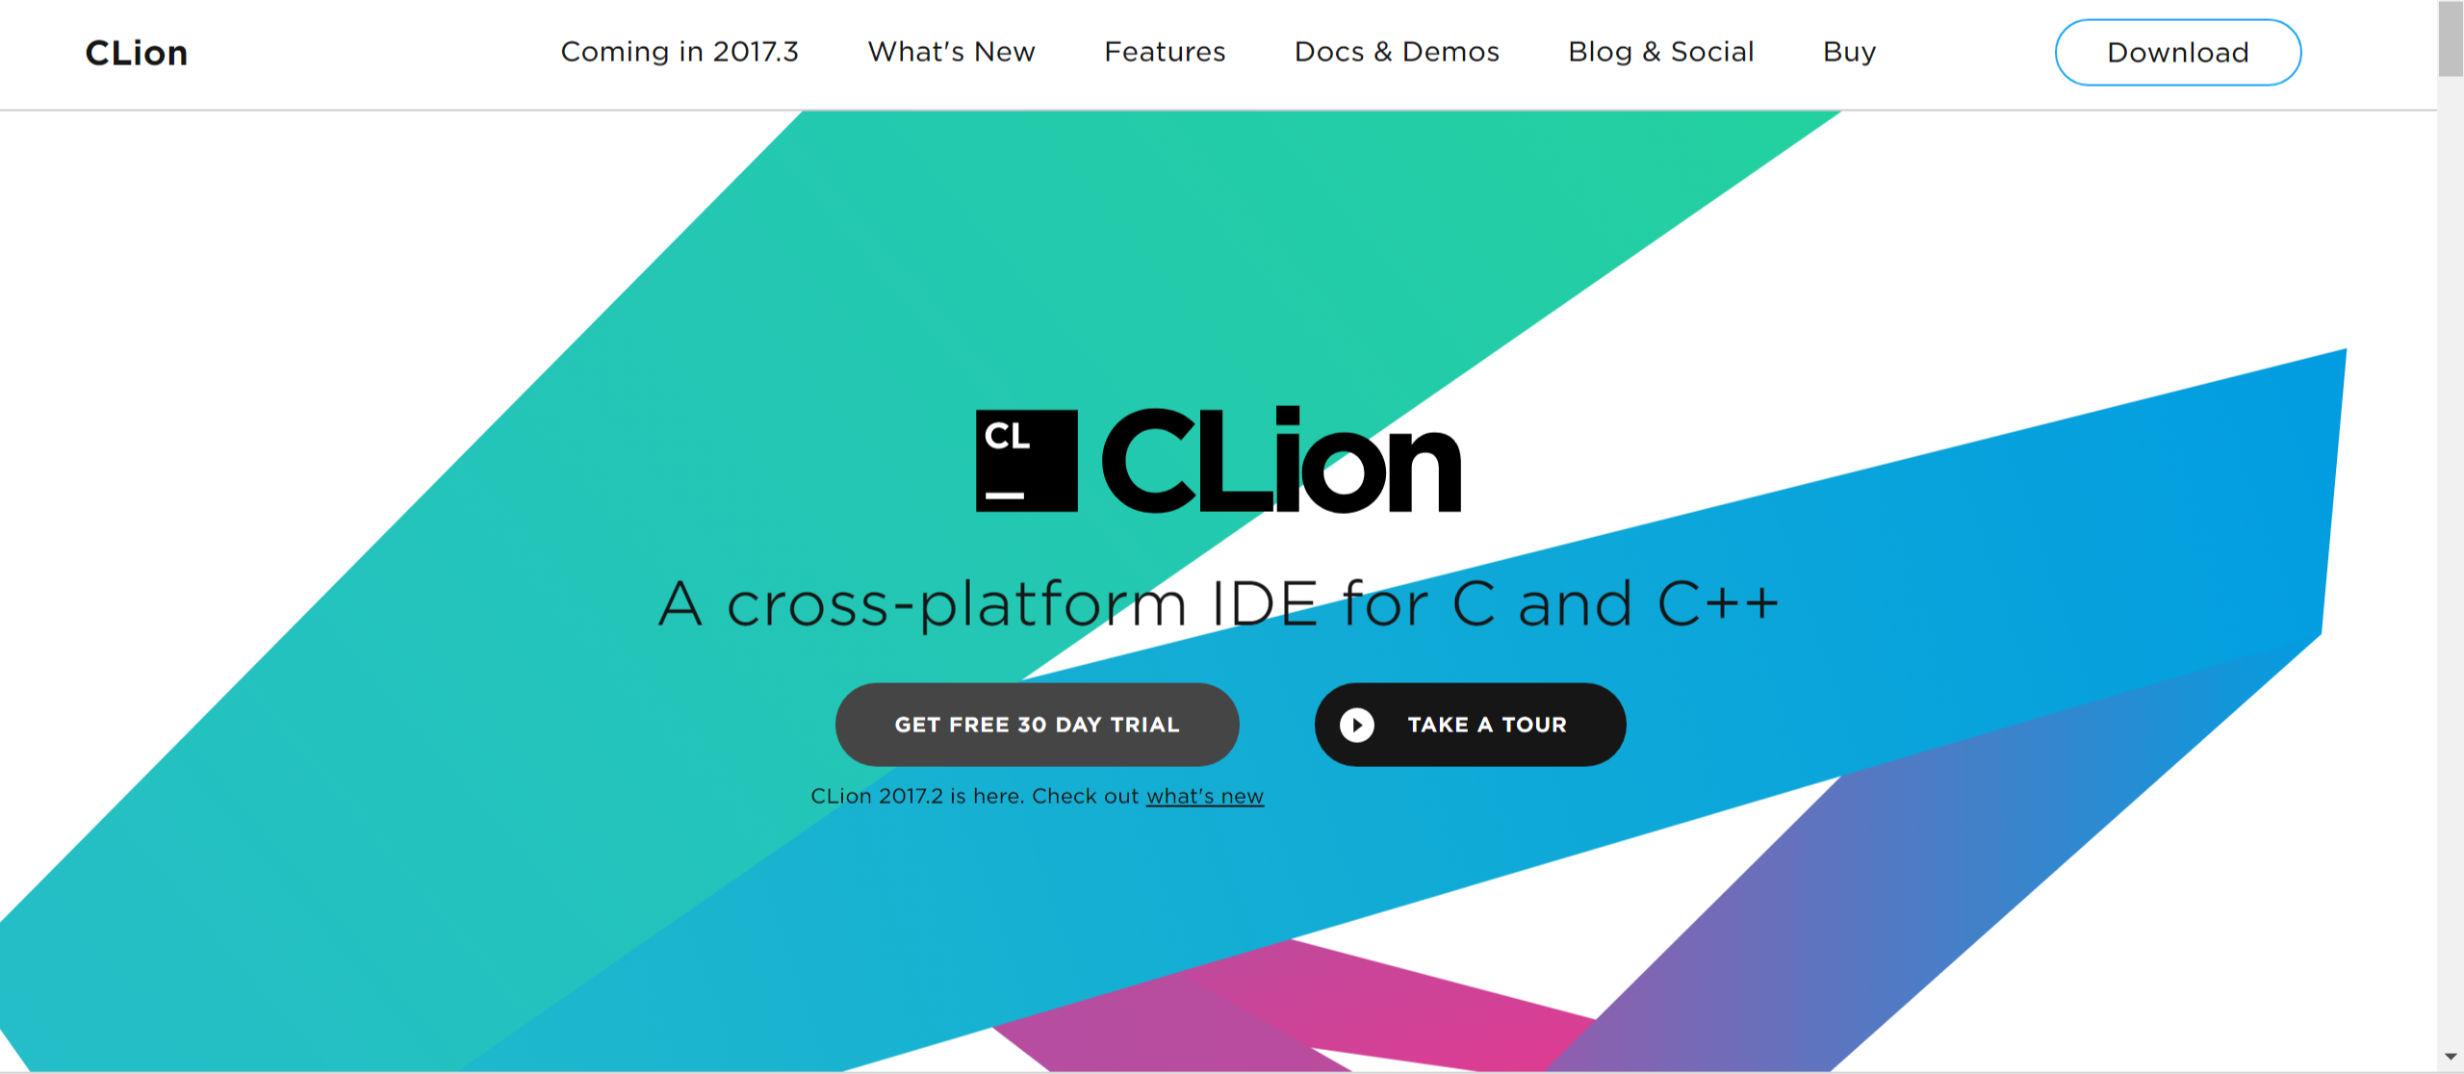 CLion Coming in 2017.3 What's New Features Docs & Demos Blog & Social Buy Download
CL CLion
A cross-platform IDE for C and C++
GET FREE 30 DAY TRIAL TAKE A TOUR
CLion 2017.2 is here. Check out what's new